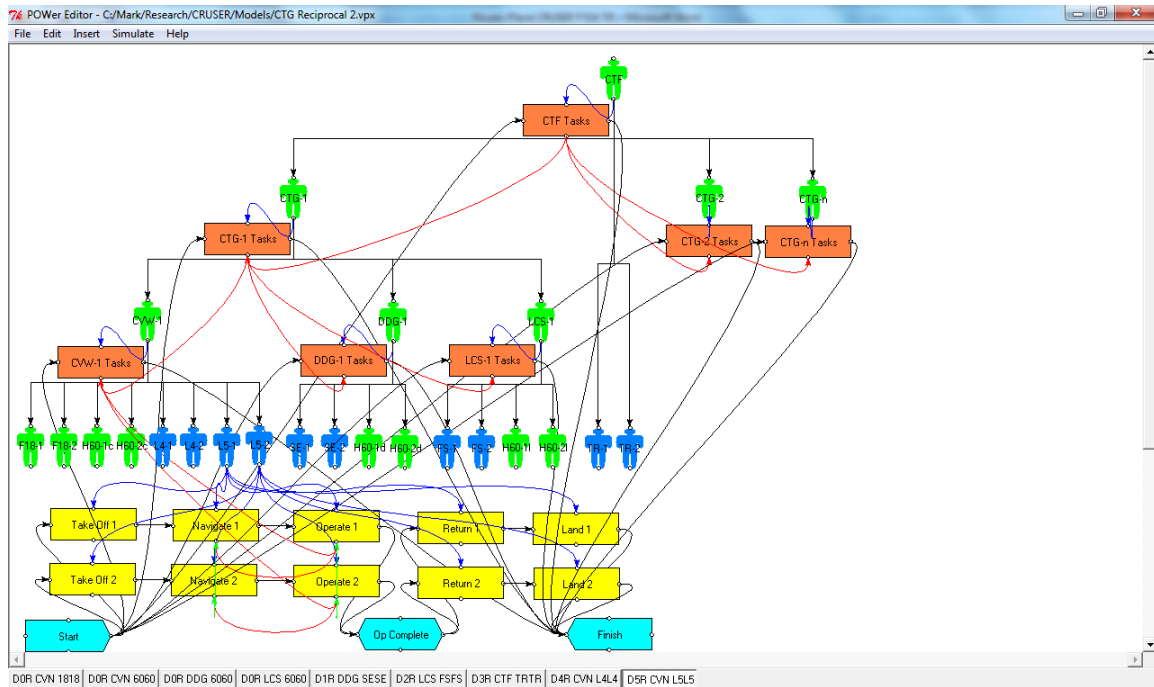 POWer Editor - C:/Mark/Research/CRUSER/Models/CTG Reciprocal 2.vpx
File Edit Insert Simulate Help
CTF
CTF Tasks
CTG-1
CTG-2
CTG-n
CTG-1 Tasks
CTG-2 Tasks
CTG-n Tasks
CVW-1
DDG-1
LCS-1
CVW-1 Tasks
DDG-1 Tasks
LCS-1 Tasks
F18-1 F18-2 H60-1c H60-2c L4-1 L4-2 L5-1 L5-2 SE-1 SE-2 H60-1d H60-2d FS-1 FS-2 H60-1l H60-2l TR-1 TR-2
Take Off 1 Navigate 1 Operate 1 Return 1 Land 1
Take Off 2 Navigate 2 Operate 2 Return 2 Land 2
Start Op Complete Finish
D0R CVN 1818 D0R CVN 6060 D0R DDG 6060 D0R LCS 6060 D1R DDG SESE D2R LCS FSFS D3R CTF TRTR D4R CVN L4L4 D5R CVN L5L5